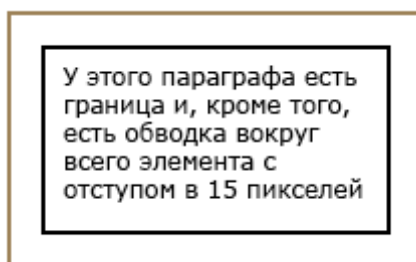 У этого параграфа есть
граница и, кроме того,
есть обводка вокруг
всего элемента с
отступом в 15 пикселей